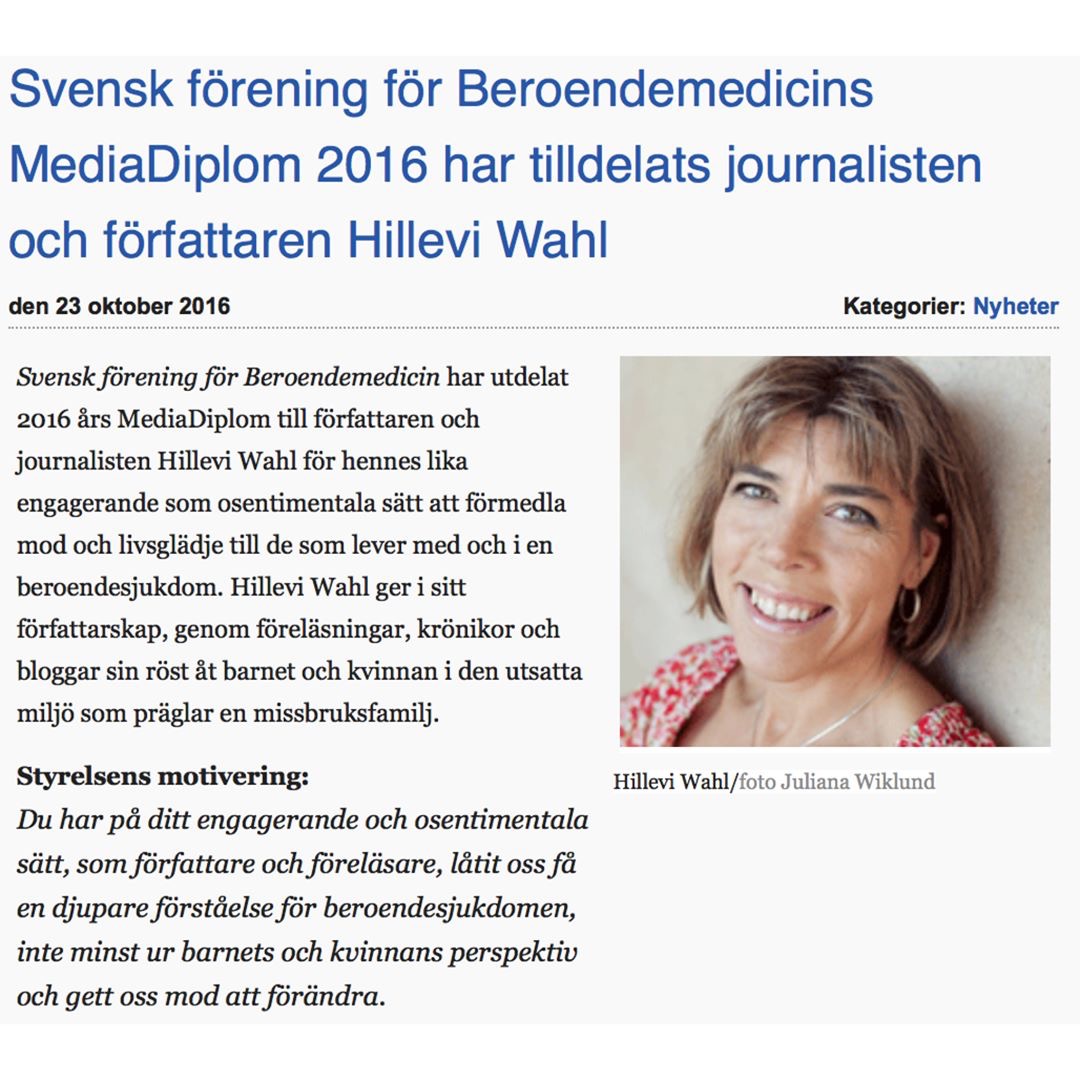 Svensk förening för Beroendemedicins
MediaDiplom 2016 har tilldelats journalisten
och författaren Hillevi Wahl
den 23 oktober 2016
Kategorier: Nyheter
Svensk förening för Beroendemedicin har utdelat
2016 års MediaDiplom till författaren och
journalisten Hillevi Wahl för hennes lika
engagerande som osentimentala sätt att förmedla
mod och livsglädje till de som lever med och i en
beroendesjukdom. Hillevi Wahl ger i sitt
författarskap, genom föreläsningar, krönikor och
bloggar sin röst åt barnet och kvinnan i den utsatta
miljö som präglar en missbruksfamilj.
Styrelsens motivering:
Du har på ditt engagerande och osentimentala
sätt, som författare och föreläsare, låtit oss få
en djupare förståelse för beroendesjukdomen,
inte minst ur barnets och kvinnans perspektiv
och gett oss mod att förändra.
Hillevi Wahl/foto Juliana Wiklund